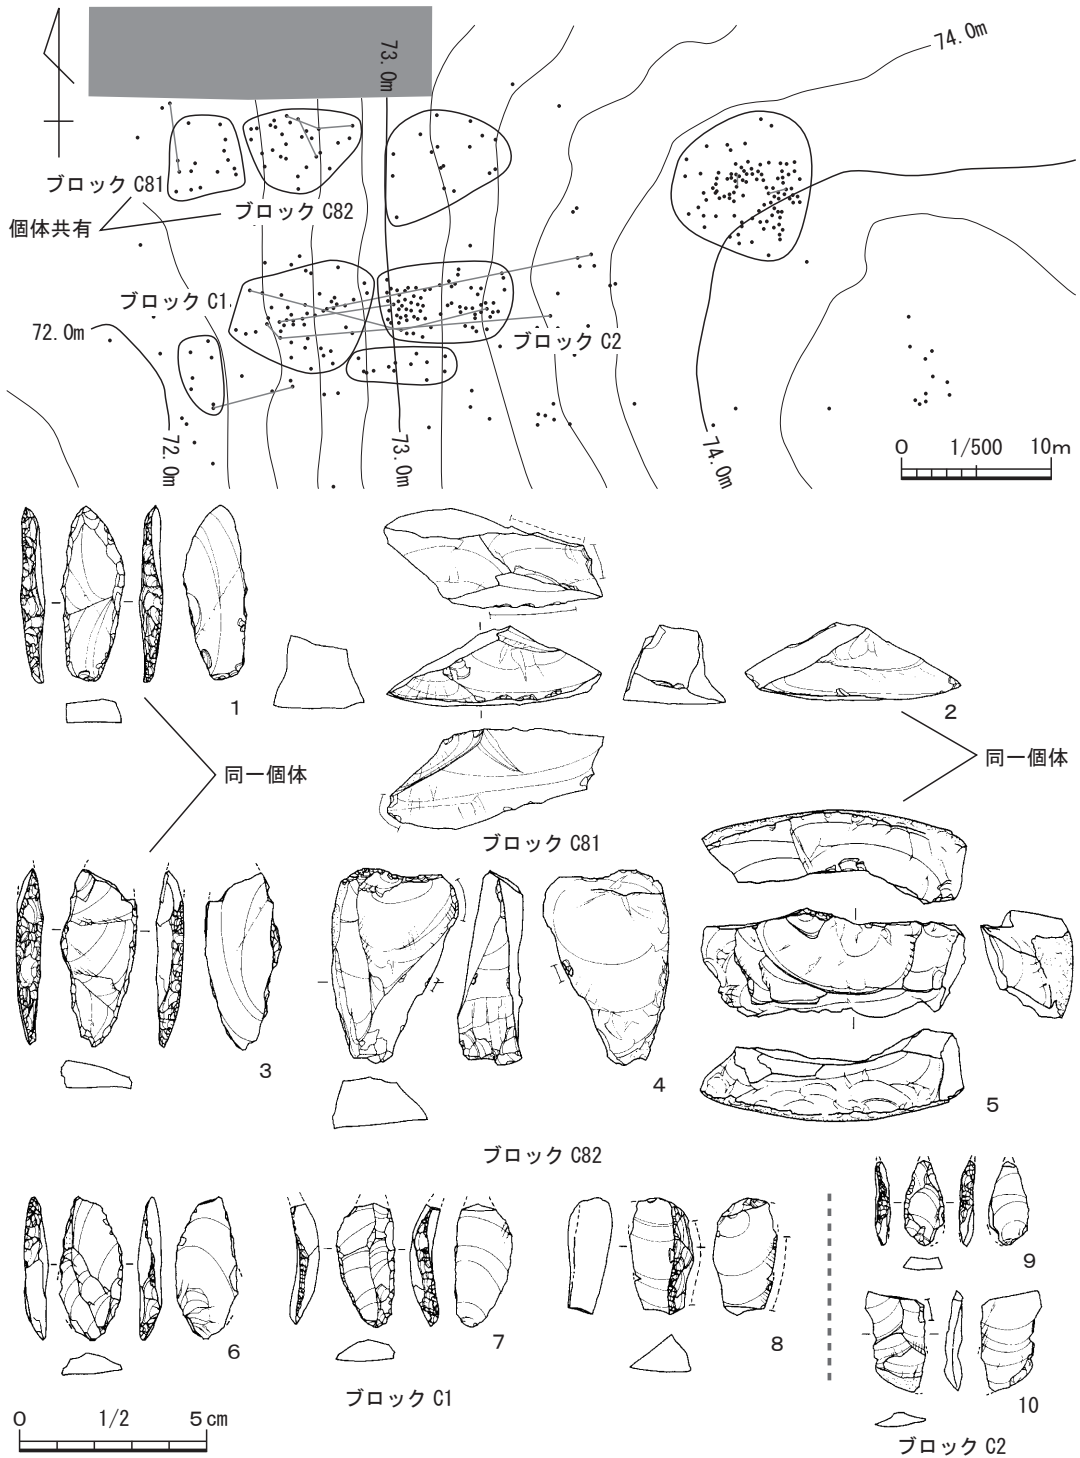 73.0m
74.0m
ブロック C81
ブロック C82
個体共有
ブロック C1
72.0m
ブロック C2
72.0m
73.0m
74.0m
0 1/500 10m
1
2
同一個体
同一個体
ブロック C81
3
4
5
ブロック C82
6
7
8
9
10
ブロック C1
ブロック C2
0 1/2 5cm